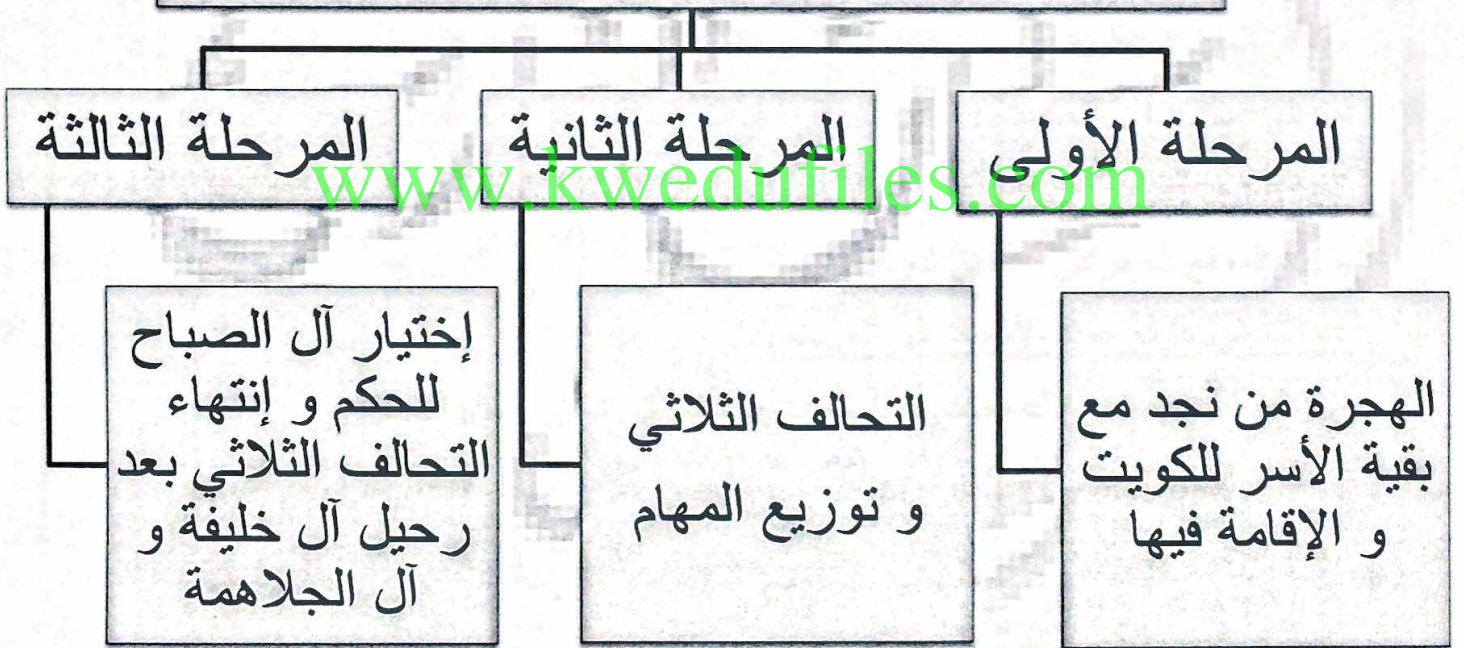 المرحلة الأولى
المرحلة الثانية
المرحلة الثالثة
www.kwedufiles.com
الهجرة من نجد مع
بقية الأسر للكويت
و الإقامة فيها
التحالف الثلاثي
و توزيع المهام
إختيار آل الصباح
للحكم و إنتهاء
التحالف الثلاثي بعد
رحيل آل خليفة و
آل الجلاهمة